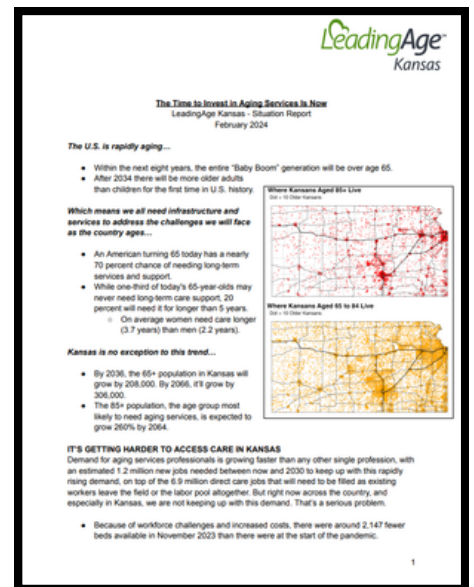 LeadingAge™
Kansas
The Time to Invest in Aging Services Is Now
LeadingAge Kansas - Situation Report
February 2024
The U.S. is rapidly aging…
● Within the next eight years, the entire “Baby Boom” generation will be over age 65.
● After 2034 there will be more older adults
than children for the first time in U.S. history.
Which means we all need infrastructure and
services to address the challenges we will face
as the country ages…
● An American turning 65 today has a nearly
70 percent chance of needing long-term
services and support.
● While one-third of today's 65-year-olds may
never need long-term care support, 20
percent will need it for longer than 5 years.
○ On average women need care longer
(3.7 years) than men (2.2 years).
Kansas is no exception to this trend…
● By 2036, the 65+ population in Kansas will
grow by 208,000. By 2066, it'll grow by
306,000.
● The 85+ population, the age group most
likely to need aging services, is expected to
grow 260% by 2064.
Where Kansans Aged 85+ Live
Dot = 10 Older Kansans
Where Kansans Aged 65 to 84 Live
Dot = 10 Older Kansans
IT'S GETTING HARDER TO ACCESS CARE IN KANSAS
Demand for aging services professionals is growing faster than any other single profession, with
an estimated 1.2 million new jobs needed between now and 2030 to keep up with this rapidly
rising demand, on top of the 6.9 million direct care jobs that will need to be filled as existing
workers leave the field or the labor pool altogether. But right now across the country, and
especially in Kansas, we are not keeping up with this demand. That's a serious problem.
● Because of workforce challenges and increased costs, there were around 2,147 fewer
beds available in November 2023 than there were at the start of the pandemic.
1